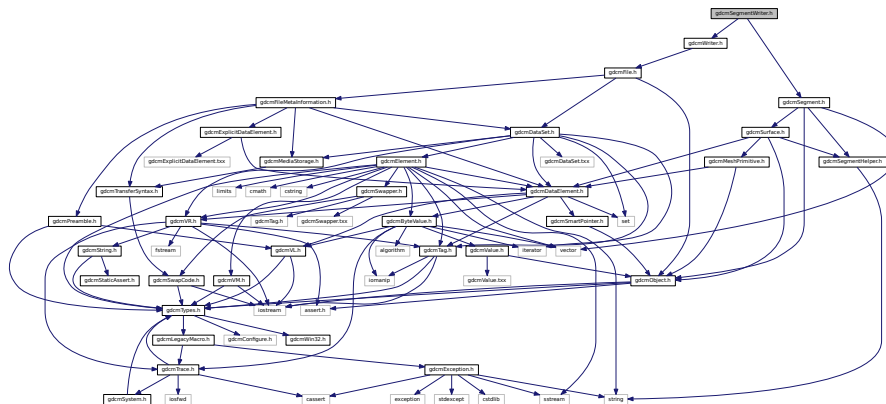 gdcmSegmentWriter.h
gdcmWriter.h
gdcmFile.h
gdcmFileMetaInformation.h
gdcmSegment.h
gdcmExplicitDataElement.h
gdcmDataSet.h
gdcmSurface.h
gdcmExplicitDataElement.txx
gdcmMediaStorage.h
gdcmElement.h
gdcmDataSet.txx
gdcmMeshPrimitive.h
gdcmSegmentHelper.h
gdcmTransferSyntax.h
limits
cmath
cstring
gdcmSwapper.h
gdcmDataElement.h
gdcmPreamble.h
gdcmVR.h
gdcmTag.h
gdcmSwapper.txx
gdcmByteValue.h
gdcmSmartPointer.h
set
gdcmString.h
fstream
gdcmVL.h
algorithm
gdcmTag.h
gdcmValue.h
iterator
vector
gdcmStaticAssert.h
gdcmSwapCode.h
gdcmVM.h
iomanip
gdcmValue.txx
gdcmObject.h
gdcmTypes.h
iostream
assert.h
gdcmLegacyMacro.h
gdcmConfigure.h
gdcmWin32.h
gdcmTrace.h
gdcmException.h
gdcmSystem.h
iosfwd
cassert
exception
stdexcept
cstdlib
sstream
string